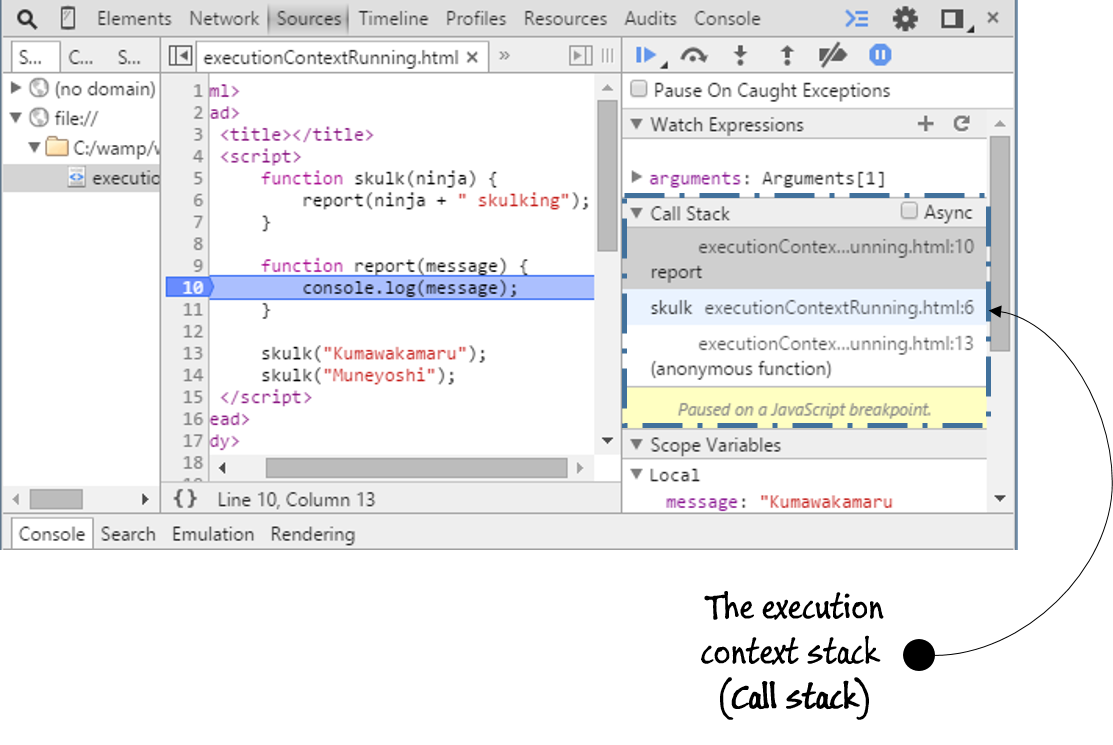 Elements Network Sources Timeline Profiles Resources Audits Console
S... C... S...
executionContextRunning.html
(no domain)
file://
C:/wamp/w
executio
1 ml>
2 ad>
3 <title></title>
4 <script>
5 function skulk(ninja) {
6 report(ninja + " skulking");
7 }
8
9 function report(message) {
10 console.log(message);
11 }
12
13 skulk("Kumawakamaru");
14 skulk("Muneyoshi");
15 </script>
16 ead>
17 dy>
18
{} Line 10, Column 13
Pause On Caught Exceptions
Watch Expressions
arguments: Arguments[1]
Call Stack Async
executionContex...unning.html:10
report
skulk executionContextRunning.html:6
executionContex...unning.html:13
(anonymous function)
Paused on a JavaScript breakpoint.
Scope Variables
Local
message: "Kumawakamaru
Console Search Emulation Rendering
The execution
context stack
(Call stack)